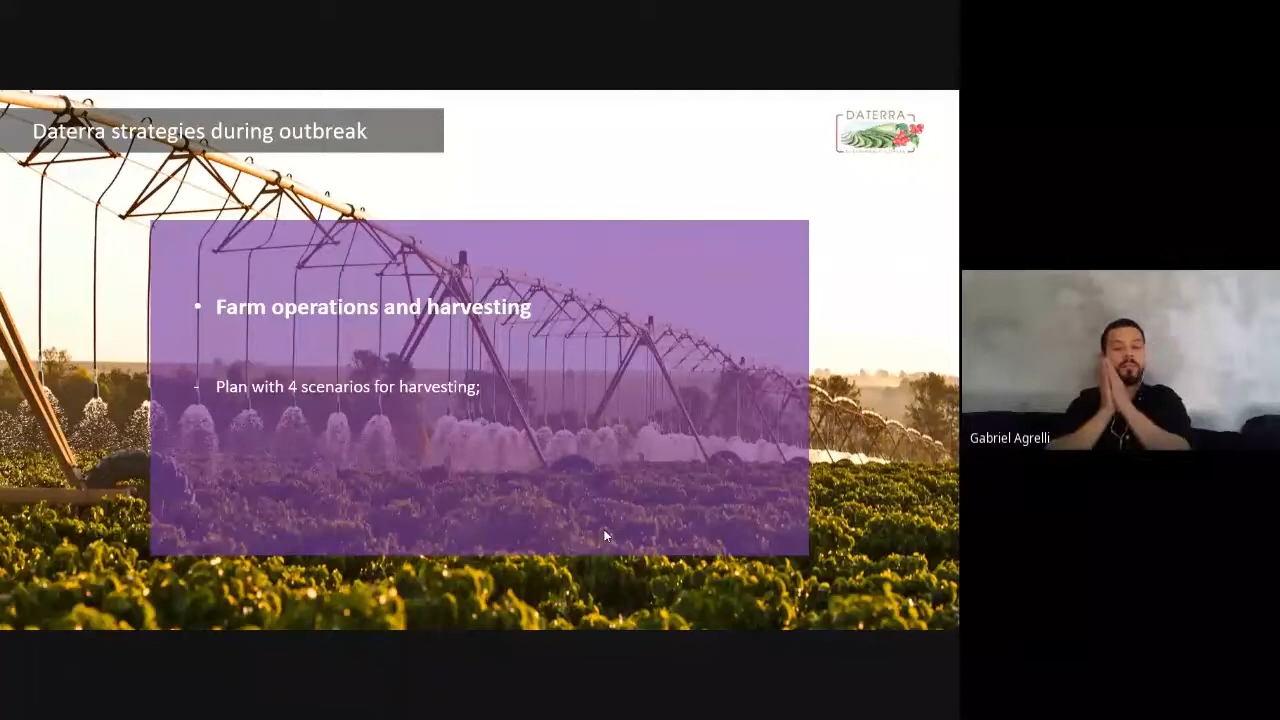 Daterra strategies during outbreak
DATERRA
• Farm operations and harvesting
- Plan with 4 scenarios for harvesting;
Gabriel Agrelli